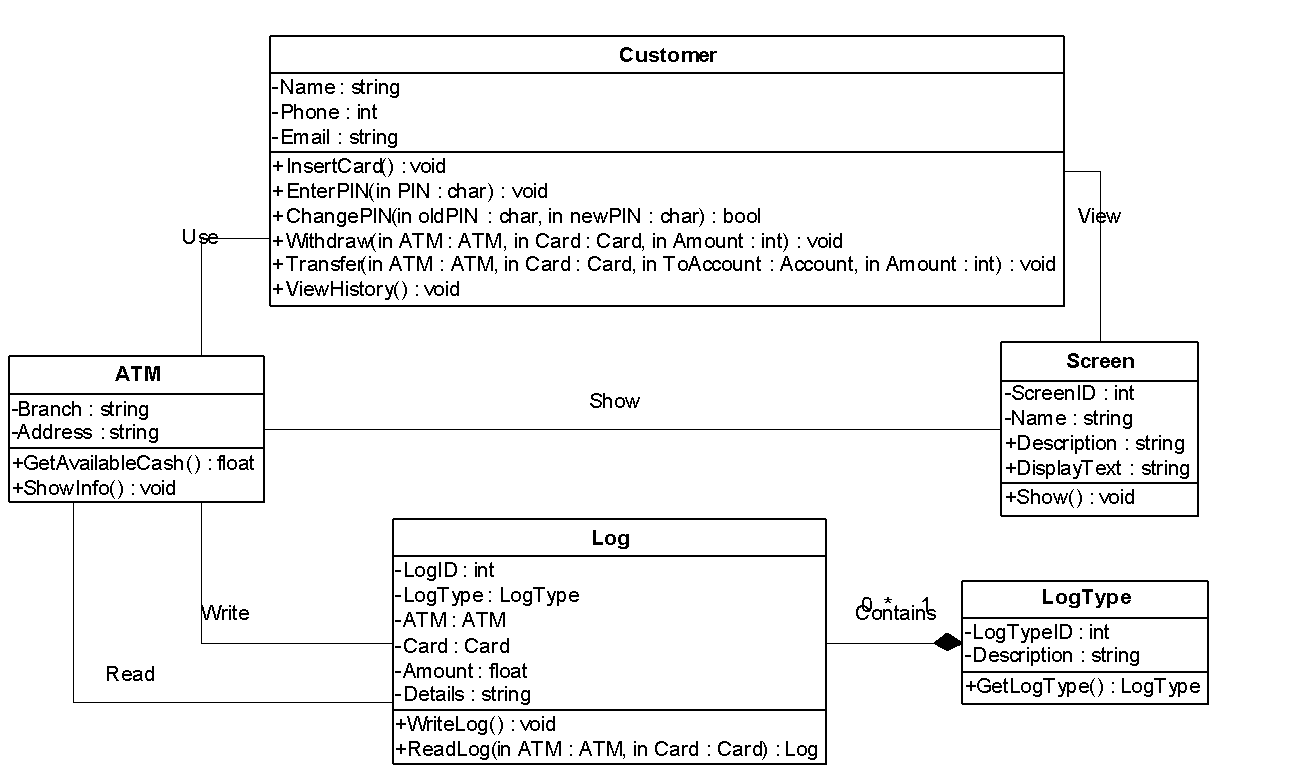 Customer
-Name : string
-Phone : int
-Email : string
+InsertCard() : void
+EnterPIN(in PIN : char) : void
+ChangePIN(in oldPIN : char, in newPIN : char) : bool
+Withdraw(in ATM : ATM, in Card : Card, in Amount : int) : void
+Transfer(in ATM : ATM, in Card : Card, in ToAccount : Account, in Amount : int) : void
+ViewHistory() : void
Use
View
ATM
-Branch : string
-Address : string
+GetAvailableCash() : float
+ShowInfo() : void
Show
Screen
-ScreenID : int
-Name : string
+Description : string
+DisplayText : string
+Show() : void
Write
Read
Log
-LogID : int
-LogType : LogType
-ATM : ATM
-Card : Card
-Amount : float
-Details : string
+WriteLog() : void
+ReadLog(in ATM : ATM, in Card : Card) : Log
0..* 1
Contains
LogType
-LogTypeID : int
-Description : string
+GetLogType() : LogType